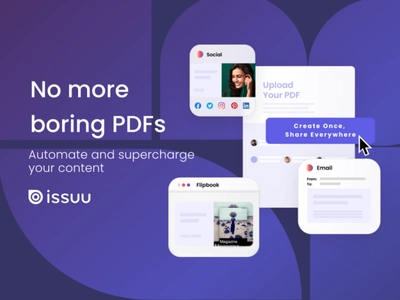 No more
boring PDFs
Automate and supercharge
your content
issuu
Social
Upload
Your PDF
Create Once,
Share Everywhere
Email
From:
To:
Flipbook
Magazine